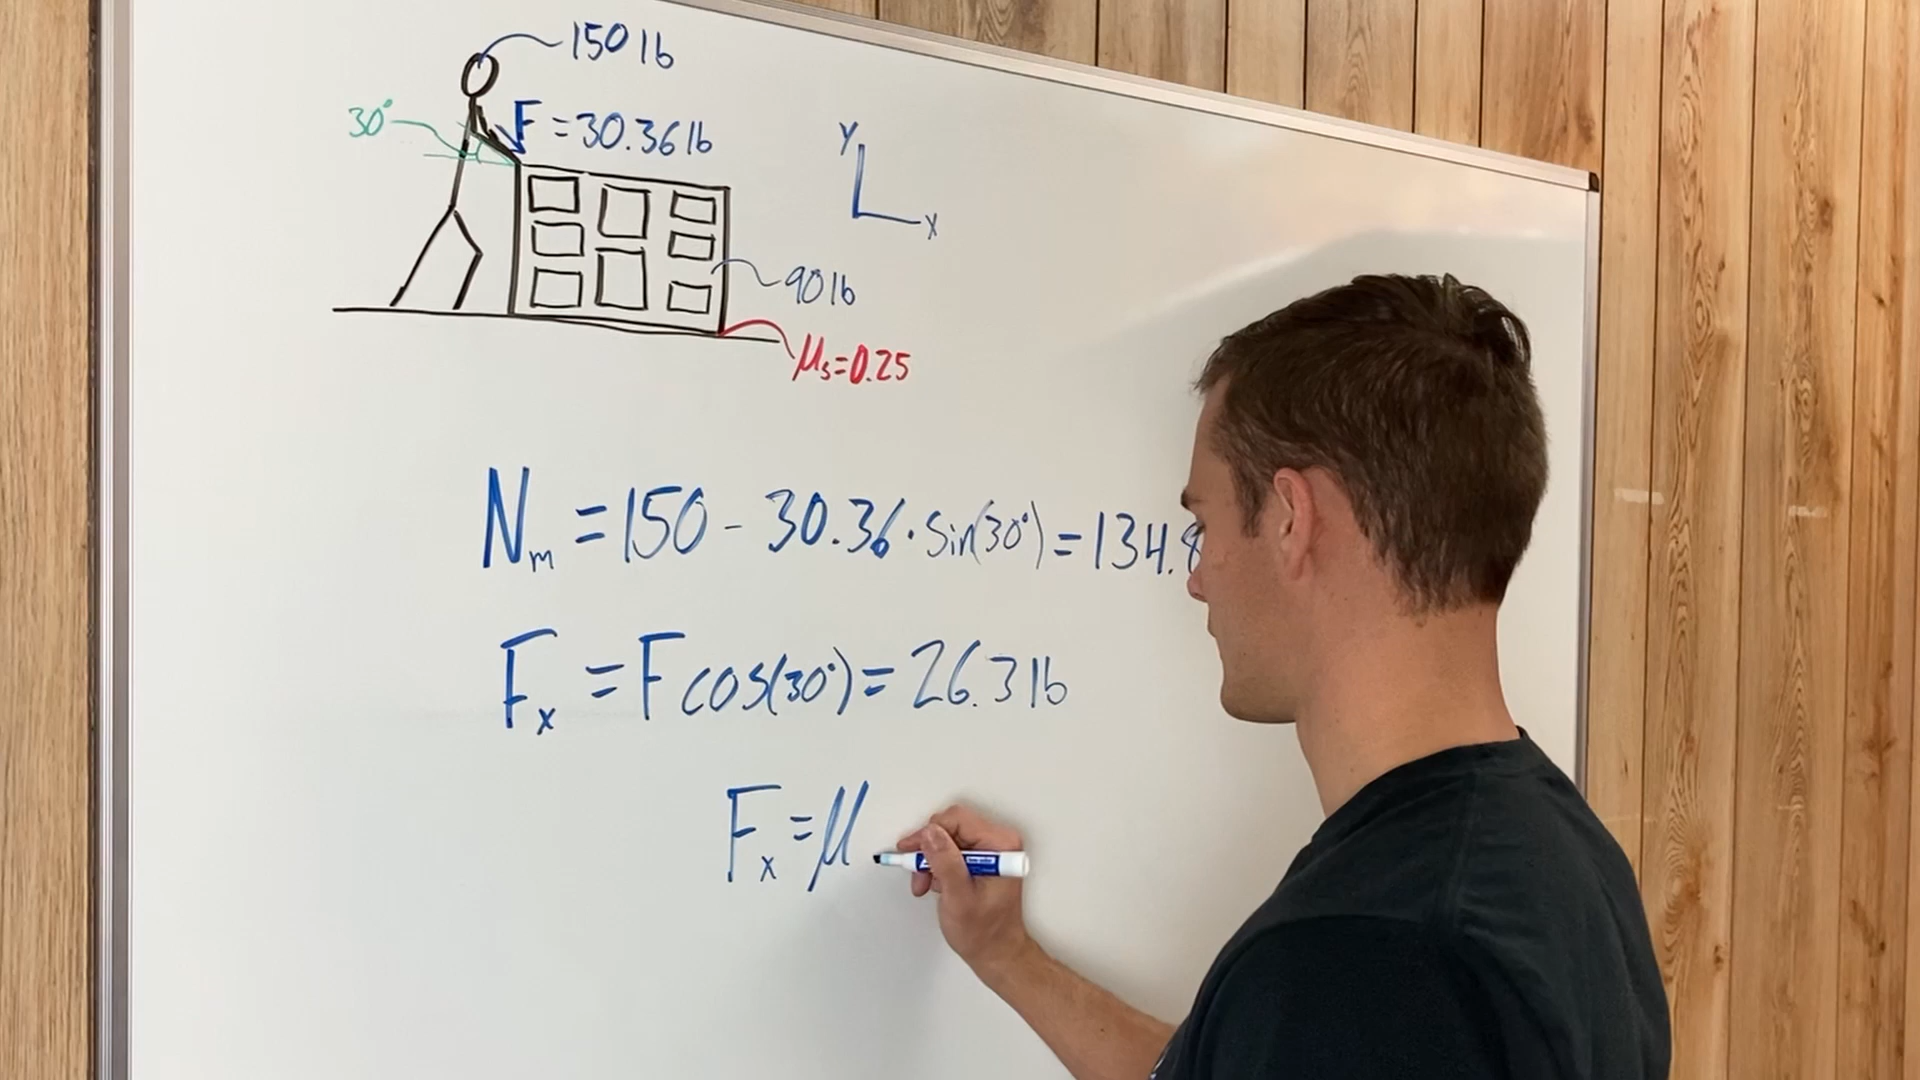 150 lb
30°
F = 30.36 lb
Y
X
90 lb
μs = 0.25
Nm = 150 - 30.36 · sin(30°) = 134.8
Fx = F cos(30°) = 26.3 lb
Fx = μ